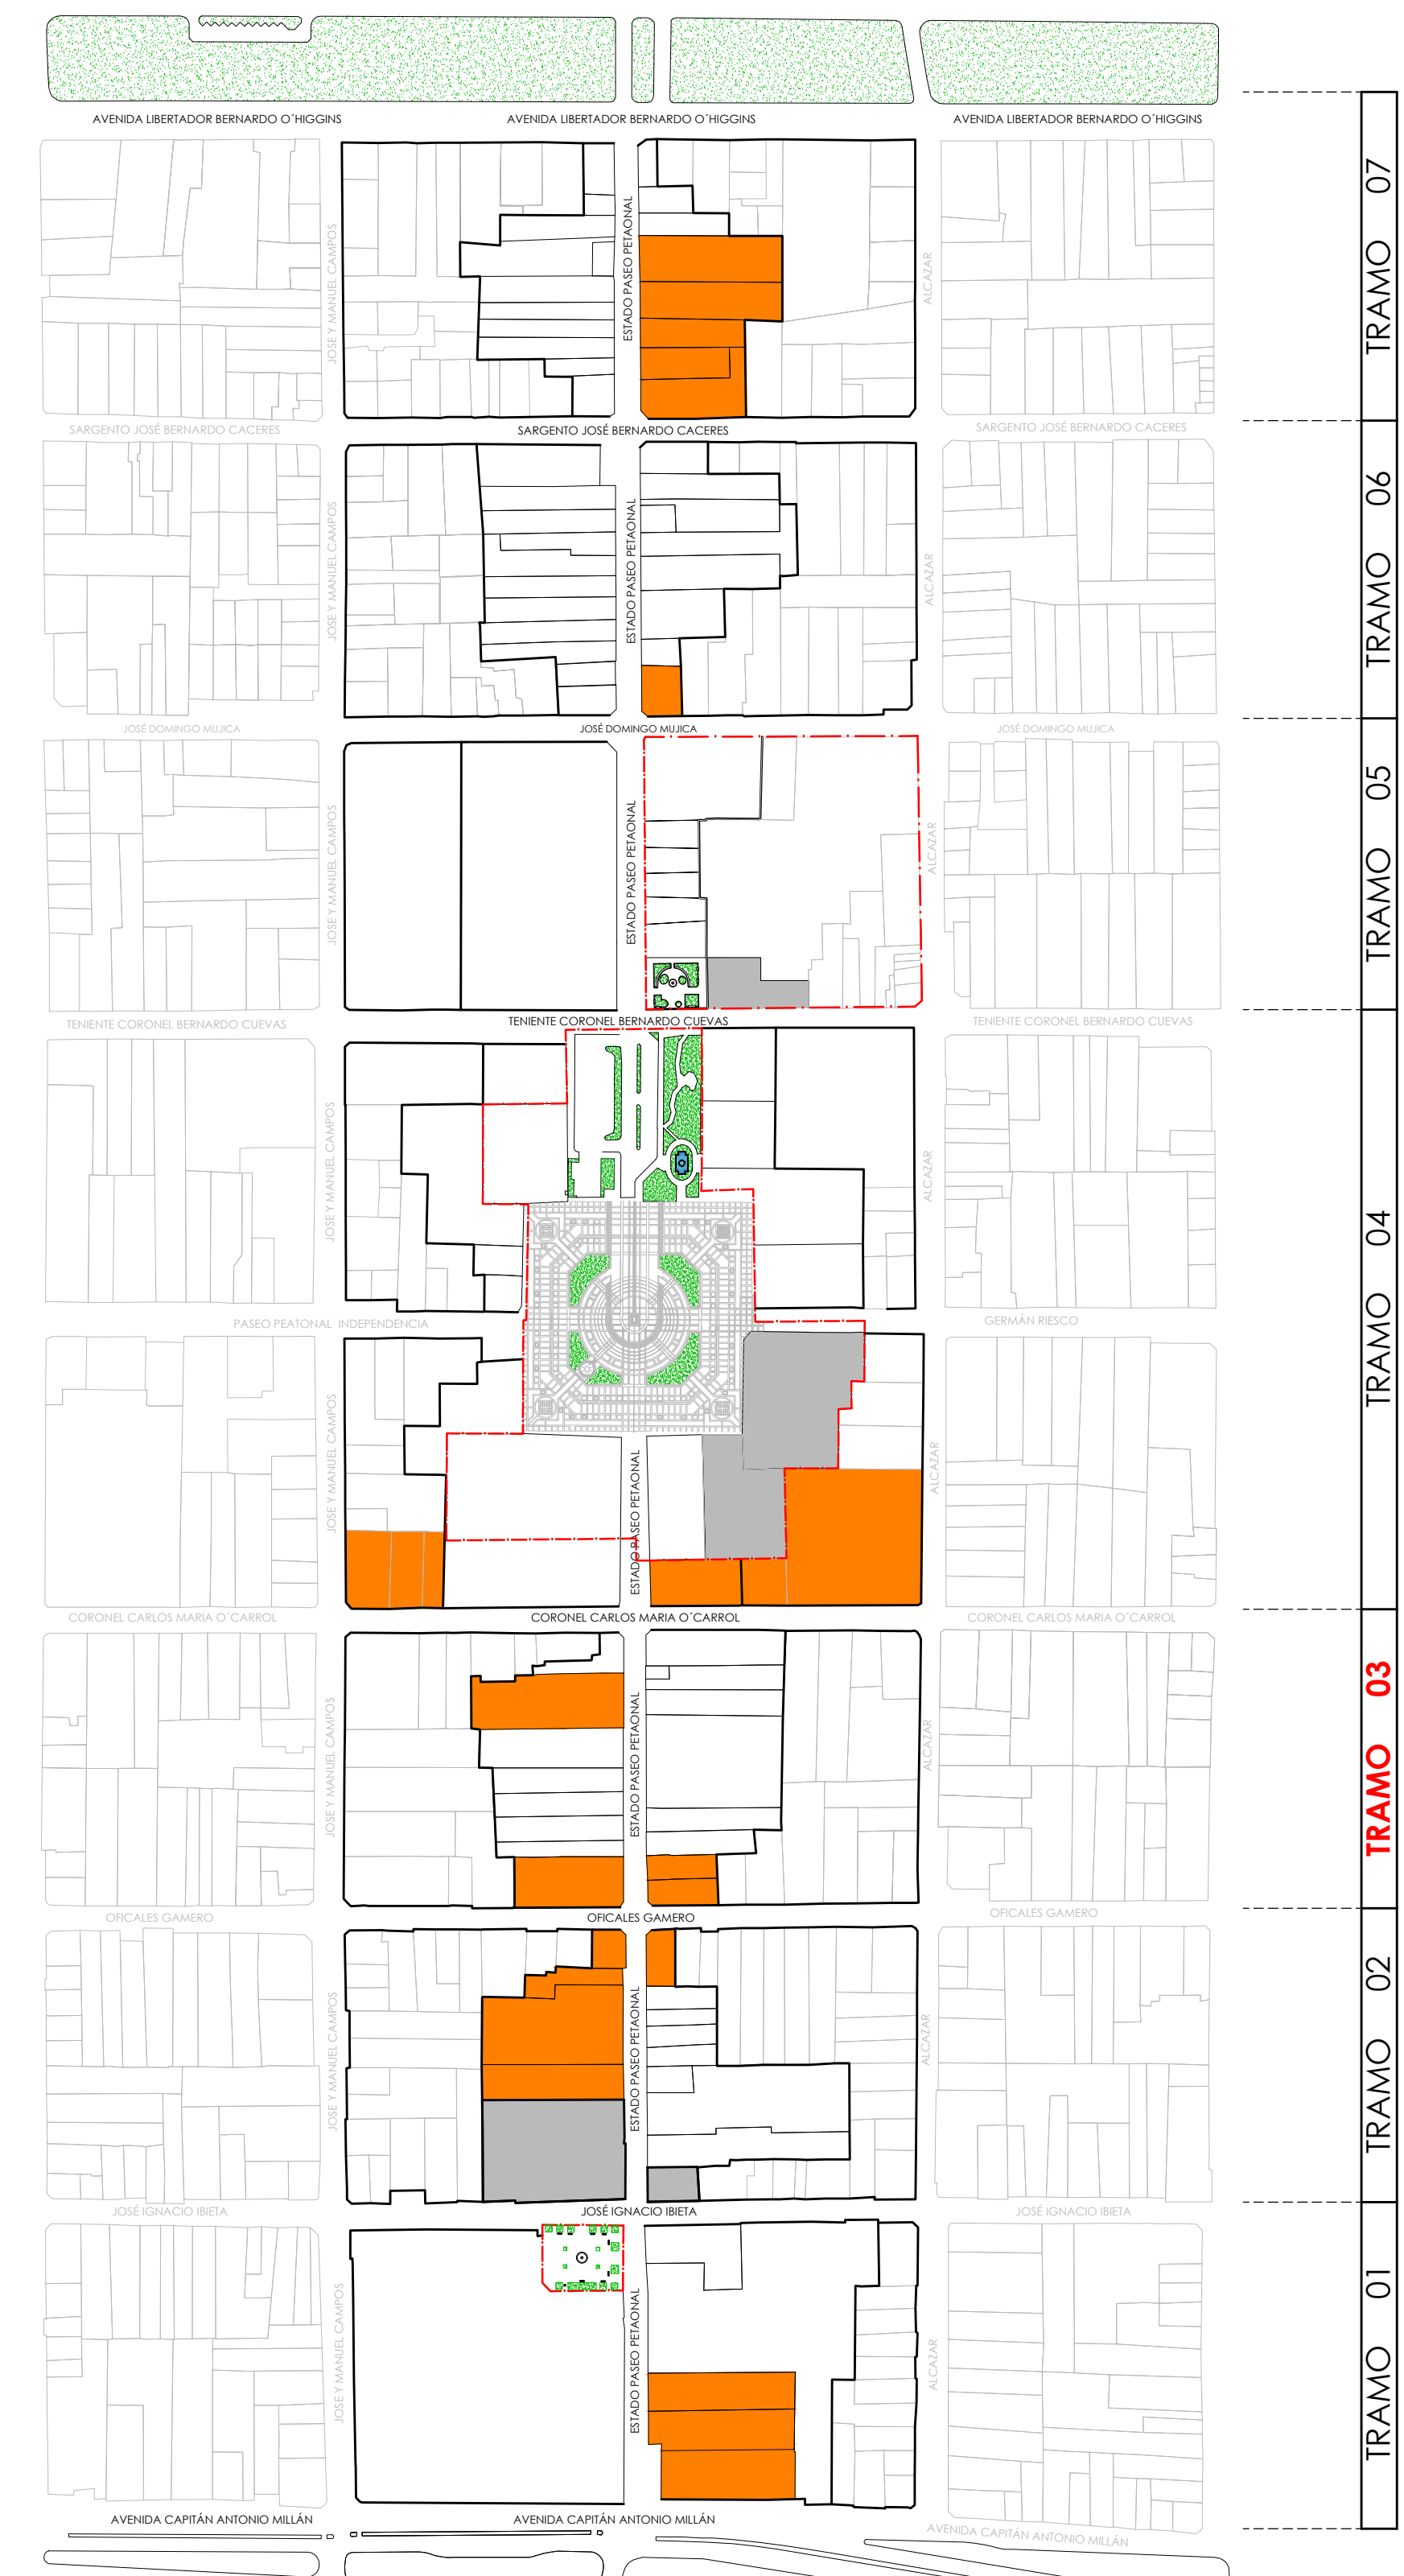 AVENIDA LIBERTADOR BERNARDO O´HIGGINS
AVENIDA LIBERTADOR BERNARDO O´HIGGINS
AVENIDA LIBERTADOR BERNARDO O´HIGGINS
JOSE Y MANUEL CAMPOS
ESTADO PASEO PETAONAL
ALCAZAR
TRAMO 07
SARGENTO JOSÉ BERNARDO CACERES
SARGENTO JOSÉ BERNARDO CACERES
SARGENTO JOSÉ BERNARDO CACERES
JOSE Y MANUEL CAMPOS
ESTADO PASEO PETAONAL
ALCAZAR
TRAMO 06
JOSÉ DOMINGO MUJICA
JOSÉ DOMINGO MUJICA
JOSÉ DOMINGO MUJICA
JOSE Y MANUEL CAMPOS
ESTADO PASEO PETAONAL
ALCAZAR
TRAMO 05
TENIENTE CORONEL BERNARDO CUEVAS
TENIENTE CORONEL BERNARDO CUEVAS
TENIENTE CORONEL BERNARDO CUEVAS
JOSE Y MANUEL CAMPOS
ALCAZAR
TRAMO 04
PASEO PEATONAL INDEPENDENCIA
GERMÁN RIESCO
JOSE Y MANUEL CAMPOS
ESTADO PASEO PETAONAL
ALCAZAR
CORONEL CARLOS MARIA O´CARROL
CORONEL CARLOS MARIA O´CARROL
CORONEL CARLOS MARIA O´CARROL
JOSE Y MANUEL CAMPOS
ESTADO PASEO PETAONAL
ALCAZAR
TRAMO 03
OFICALES GAMERO
OFICALES GAMERO
OFICALES GAMERO
JOSE Y MANUEL CAMPOS
ESTADO PASEO PETAONAL
ALCAZAR
TRAMO 02
JOSÉ IGNACIO IBIETA
JOSÉ IGNACIO IBIETA
JOSÉ IGNACIO IBIETA
JOSE Y MANUEL CAMPOS
ESTADO PASEO PETAONAL
ALCAZAR
TRAMO 01
AVENIDA CAPITÁN ANTONIO MILLÁN
AVENIDA CAPITÁN ANTONIO MILLÁN
AVENIDA CAPITÁN ANTONIO MILLÁN